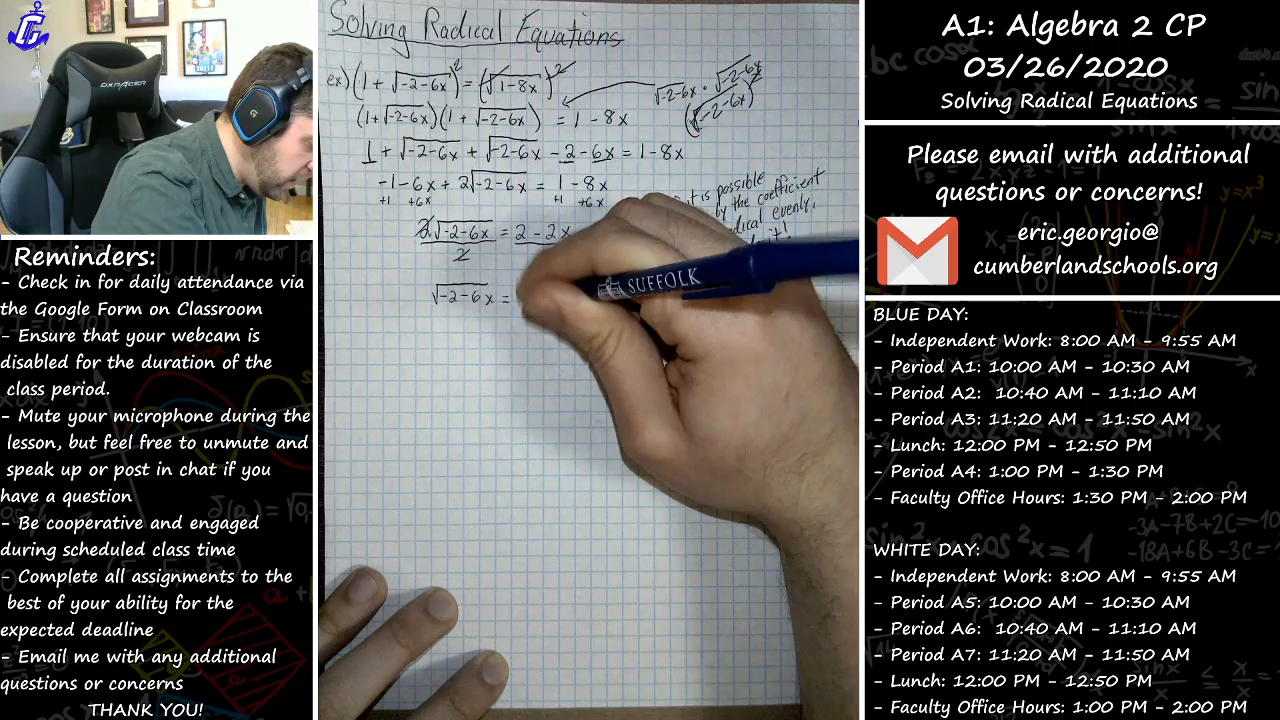 G
DXRACER
Reminders:
- Check in for daily attendance via
the Google Form on Classroom
- Ensure that your webcam is
disabled for the duration of the
class period.
- Mute your microphone during the
lesson, but feel free to unmute and
speak up or post in chat if you
have a question
- Be cooperative and engaged
during scheduled class time
- Complete all assignments to the
best of your ability for the
expected deadline
- Email me with any additional
questions or concerns
THANK YOU!
Solving Radical Equations
ex) (1 + √-2-6x)² = (√1-8x)²
√-2-6x · √-2-6x
(√-2-6x)²
(1+√-2-6x)(1+√-2-6x) = 1-8x
1 + √-2-6x + √-2-6x -2-6x = 1-8x
-1-6x + 2√-2-6x = 1-8x
+1 +6x +1 +6x
it is possible
by the coefficient
evenly,
2√-2-6x = 2-2x
2
√-2-6x =
SUFFOLK
A1: Algebra 2 CP
03/26/2020
Solving Radical Equations
Please email with additional
questions or concerns!
eric.georgio@
cumberlandschools.org
BLUE DAY:
- Independent Work: 8:00 AM - 9:55 AM
- Period A1: 10:00 AM - 10:30 AM
- Period A2: 10:40 AM - 11:10 AM
- Period A3: 11:20 AM - 11:50 AM
- Lunch: 12:00 PM - 12:50 PM
- Period A4: 1:00 PM - 1:30 PM
- Faculty Office Hours: 1:30 PM - 2:00 PM
WHITE DAY:
- Independent Work: 8:00 AM - 9:55 AM
- Period A5: 10:00 AM - 10:30 AM
- Period A6: 10:40 AM - 11:10 AM
- Period A7: 11:20 AM - 11:50 AM
- Lunch: 12:00 PM - 12:50 PM
- Faculty Office Hours: 1:00 PM - 2:00 PM